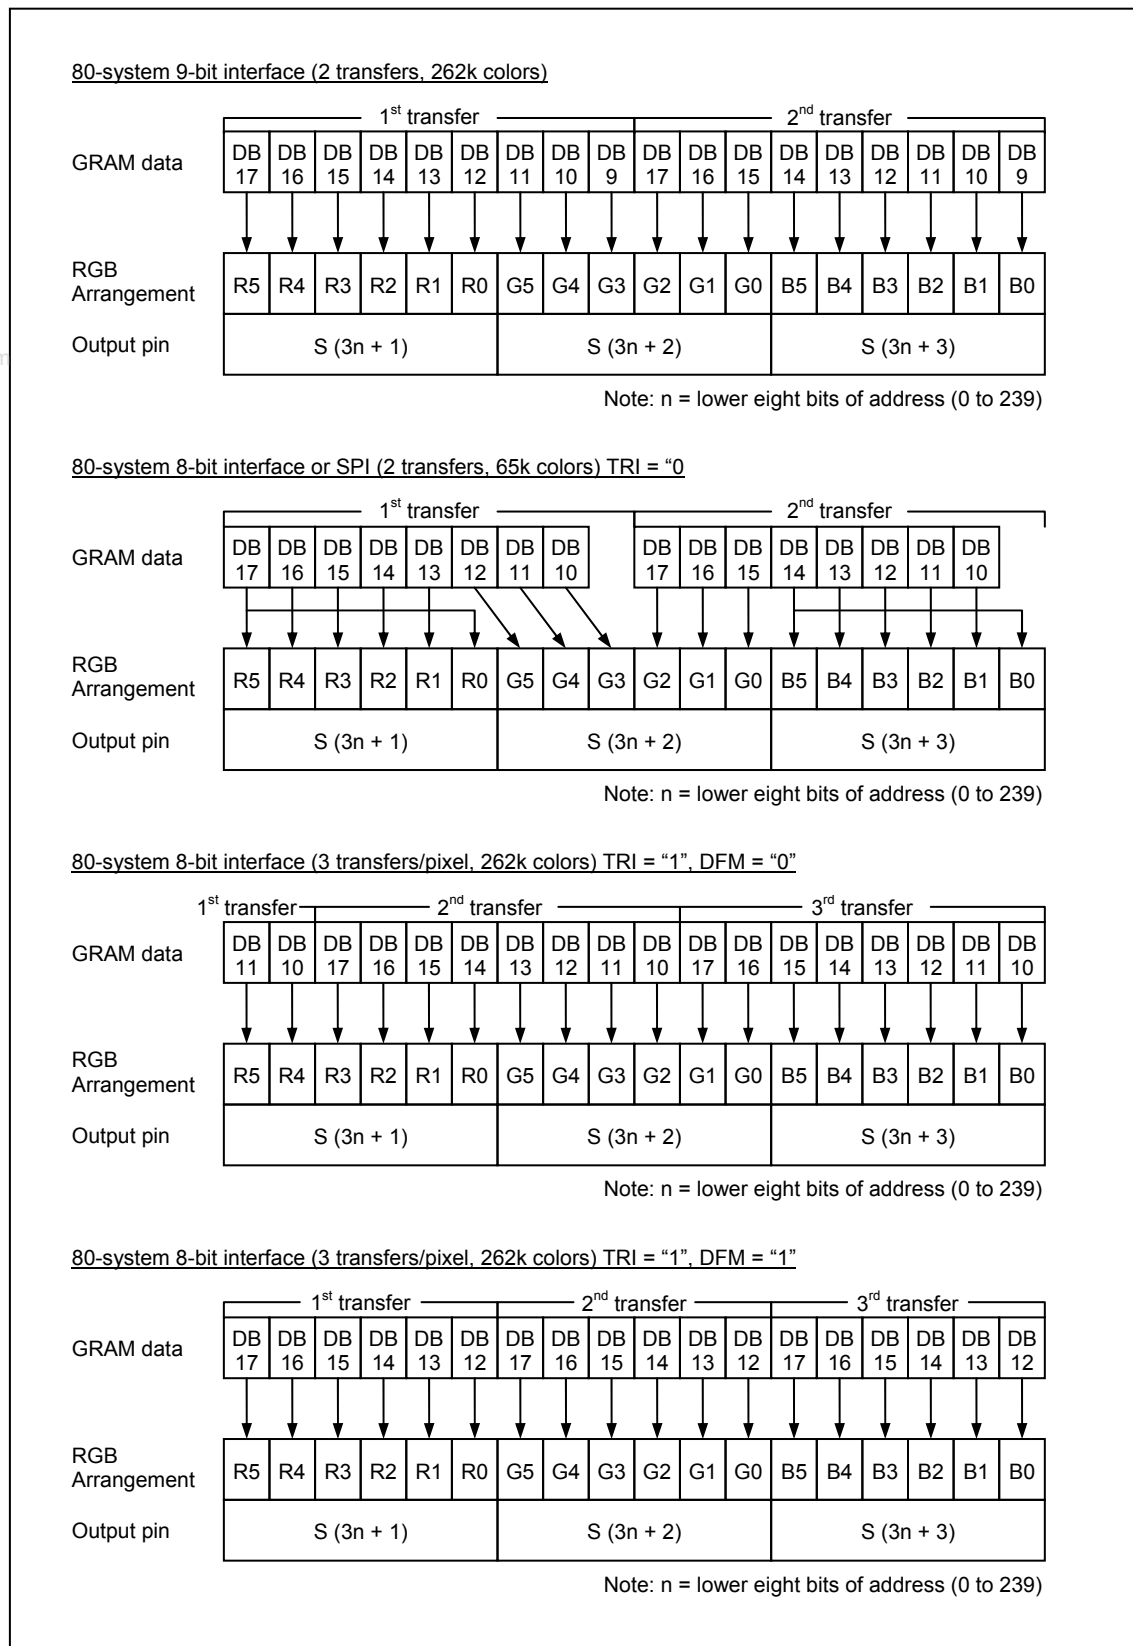 80-system 9-bit interface (2 transfers, 262k colors)
1st transfer 2nd transfer
GRAM data DB 17 DB 16 DB 15 DB 14 DB 13 DB 12 DB 11 DB 10 DB 9 DB 17 DB 16 DB 15 DB 14 DB 13 DB 12 DB 11 DB 10 DB 9
RGB Arrangement R5 R4 R3 R2 R1 R0 G5 G4 G3 G2 G1 G0 B5 B4 B3 B2 B1 B0
Output pin S (3n + 1) S (3n + 2) S (3n + 3)
Note: n = lower eight bits of address (0 to 239)
80-system 8-bit interface or SPI (2 transfers, 65k colors) TRI = “0
1st transfer 2nd transfer
GRAM data DB 17 DB 16 DB 15 DB 14 DB 13 DB 12 DB 11 DB 10 DB 17 DB 16 DB 15 DB 14 DB 13 DB 12 DB 11 DB 10
RGB Arrangement R5 R4 R3 R2 R1 R0 G5 G4 G3 G2 G1 G0 B5 B4 B3 B2 B1 B0
Output pin S (3n + 1) S (3n + 2) S (3n + 3)
Note: n = lower eight bits of address (0 to 239)
80-system 8-bit interface (3 transfers/pixel, 262k colors) TRI = “1”, DFM = “0”
1st transfer 2nd transfer 3rd transfer
GRAM data DB 11 DB 10 DB 17 DB 16 DB 15 DB 14 DB 13 DB 12 DB 11 DB 10 DB 17 DB 16 DB 15 DB 14 DB 13 DB 12 DB 11 DB 10
RGB Arrangement R5 R4 R3 R2 R1 R0 G5 G4 G3 G2 G1 G0 B5 B4 B3 B2 B1 B0
Output pin S (3n + 1) S (3n + 2) S (3n + 3)
Note: n = lower eight bits of address (0 to 239)
80-system 8-bit interface (3 transfers/pixel, 262k colors) TRI = “1”, DFM = “1”
1st transfer 2nd transfer 3rd transfer
GRAM data DB 17 DB 16 DB 15 DB 14 DB 13 DB 12 DB 17 DB 16 DB 15 DB 14 DB 13 DB 12 DB 17 DB 16 DB 15 DB 14 DB 13 DB 12
RGB Arrangement R5 R4 R3 R2 R1 R0 G5 G4 G3 G2 G1 G0 B5 B4 B3 B2 B1 B0
Output pin S (3n + 1) S (3n + 2) S (3n + 3)
Note: n = lower eight bits of address (0 to 239)